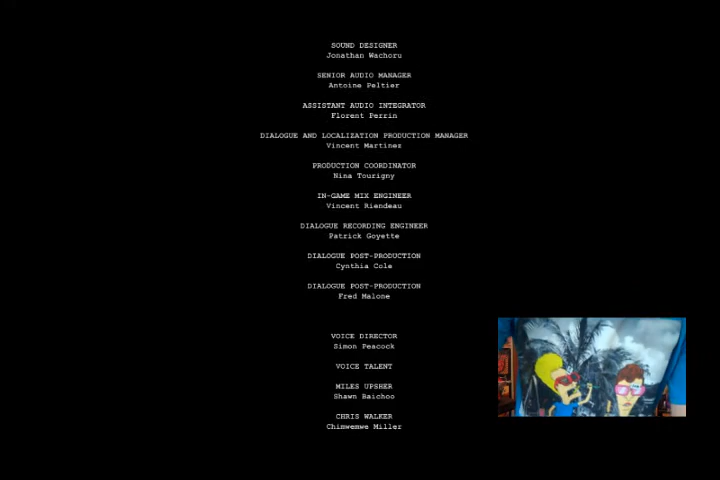 SOUND DESIGNER
Jonathan Wachoru
SENIOR AUDIO MANAGER
Antoine Peltier
ASSISTANT AUDIO INTEGRATOR
Florent Perrin
DIALOGUE AND LOCALIZATION PRODUCTION MANAGER
Vincent Martinez
PRODUCTION COORDINATOR
Nina Tourigny
IN-GAME MIX ENGINEER
Vincent Riendeau
DIALOGUE RECORDING ENGINEER
Patrick Goyette
DIALOGUE POST-PRODUCTION
Cynthia Cole
DIALOGUE POST-PRODUCTION
Fred Malone
VOICE DIRECTOR
Simon Peacock
VOICE TALENT
MILES UPSHER
Shawn Baichoo
CHRIS WALKER
Chimwemwe Miller